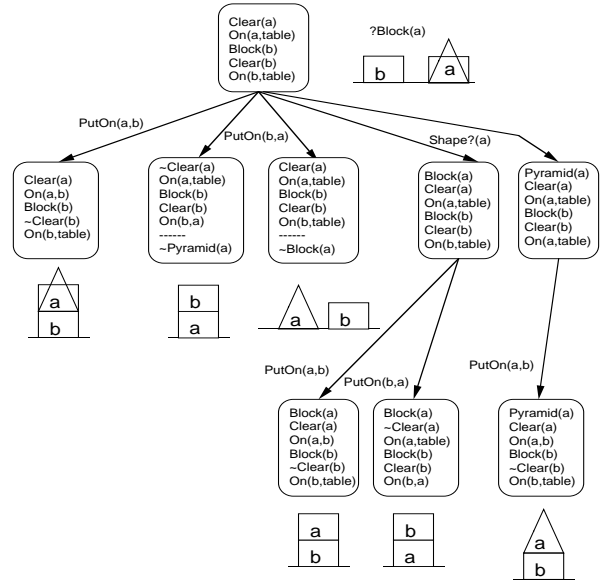 Clear(a)
On(a,table)
Block(b)
Clear(b)
On(b,table)
?Block(a)
b
a
PutOn(a,b)
PutOn(b,a)
Shape?(a)
Clear(a)
On(a,b)
Block(b)
~Clear(b)
On(b,table)
~Clear(a)
On(a,table)
Block(b)
Clear(b)
On(b,a)
------
~Pyramid(a)
Clear(a)
On(a,table)
Block(b)
Clear(b)
On(b,table)
------
~Block(a)
Block(a)
Clear(a)
On(a,table)
Block(b)
Clear(b)
On(b,table)
Pyramid(a)
Clear(a)
On(a,table)
Block(b)
Clear(b)
On(a,table)
a
b
b
a
a
b
PutOn(a,b)
PutOn(b,a)
PutOn(a,b)
Block(a)
Clear(a)
On(a,b)
Block(b)
~Clear(b)
On(b,table)
Block(a)
~Clear(a)
On(a,table)
Block(b)
Clear(b)
On(b,a)
Pyramid(a)
Clear(a)
On(a,b)
Block(b)
~Clear(b)
On(b,table)
a
b
b
a
a
b